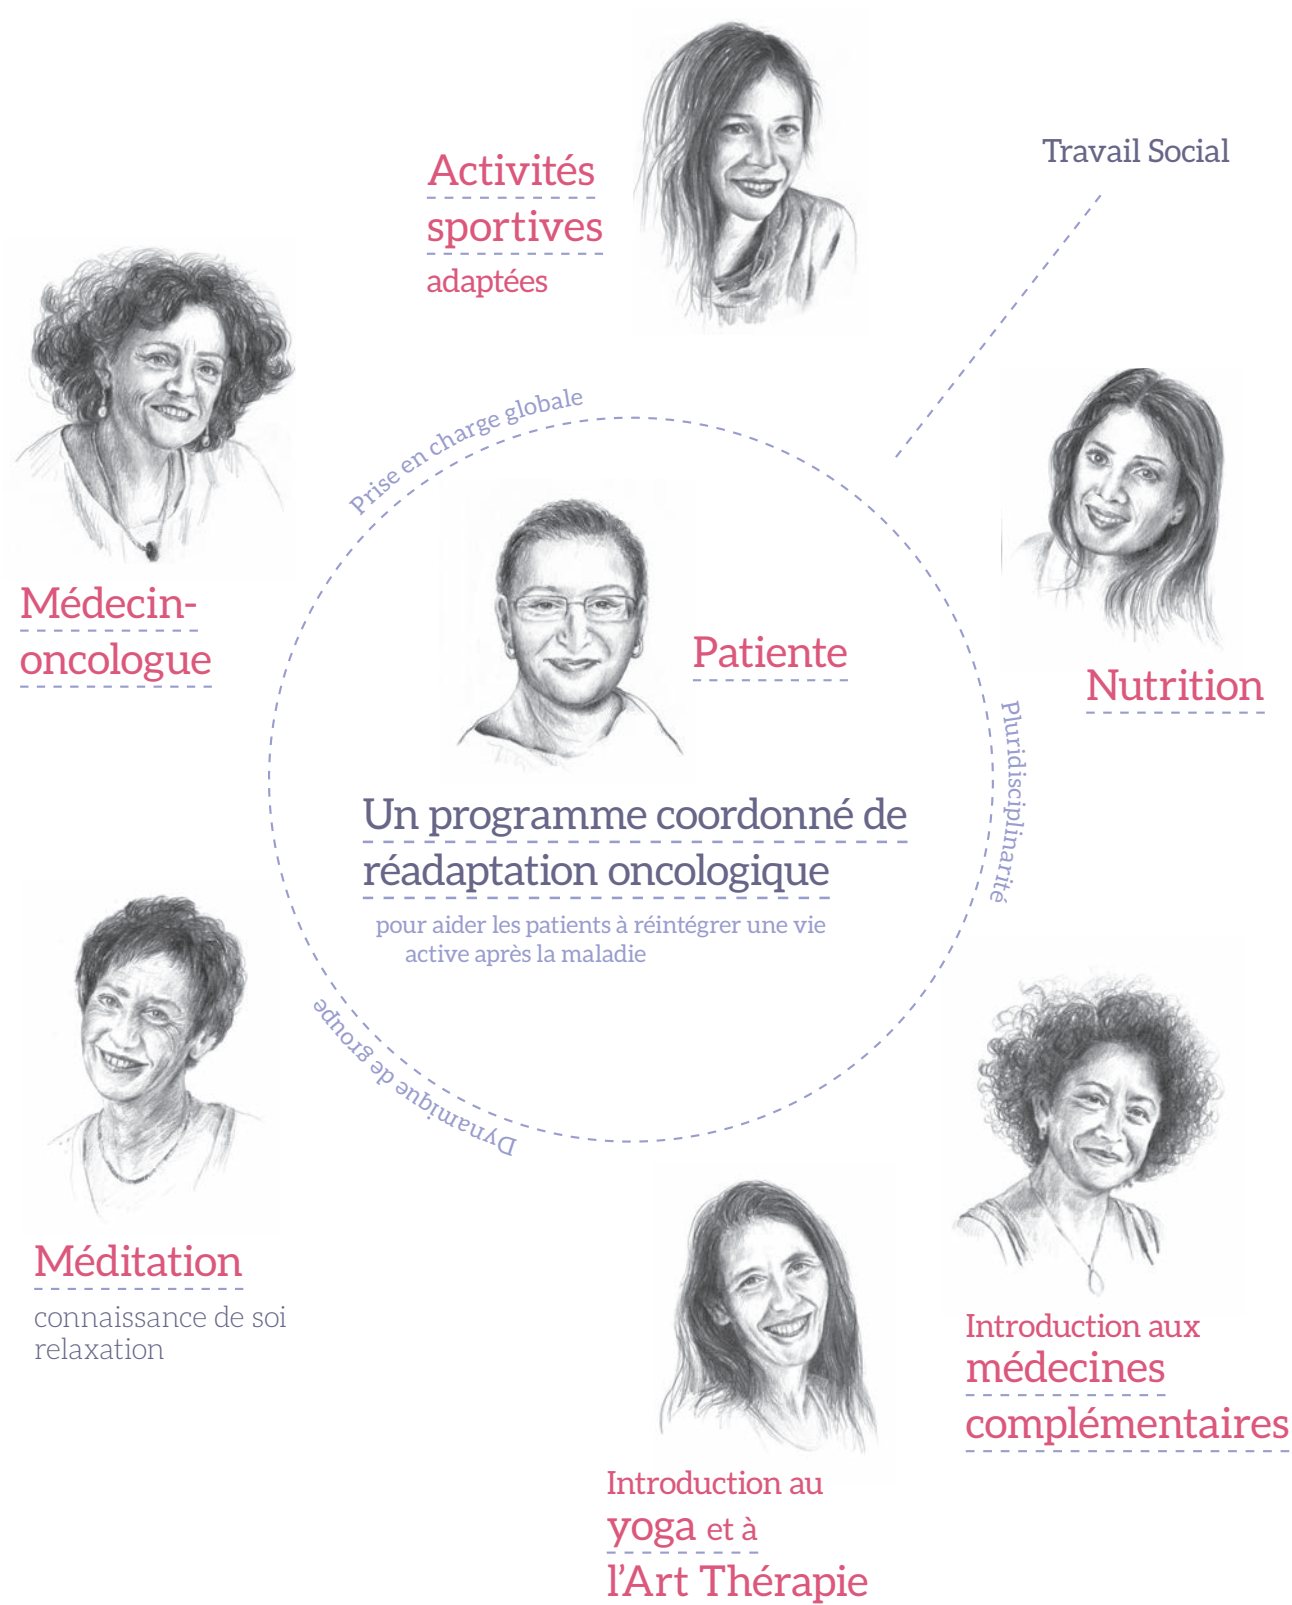 Activités
sportives
adaptées
Travail Social
Prise en charge globale
Médecin-
oncologue
Patiente
Nutrition
Pluridisciplinarité
Un programme coordonné de
réadaptation oncologique
pour aider les patients à réintégrer une vie
active après la maladie
Dynamique de groupe
Méditation
connaissance de soi
relaxation
Introduction aux
médecines
complémentaires
Introduction au
yoga et à
l’Art Thérapie